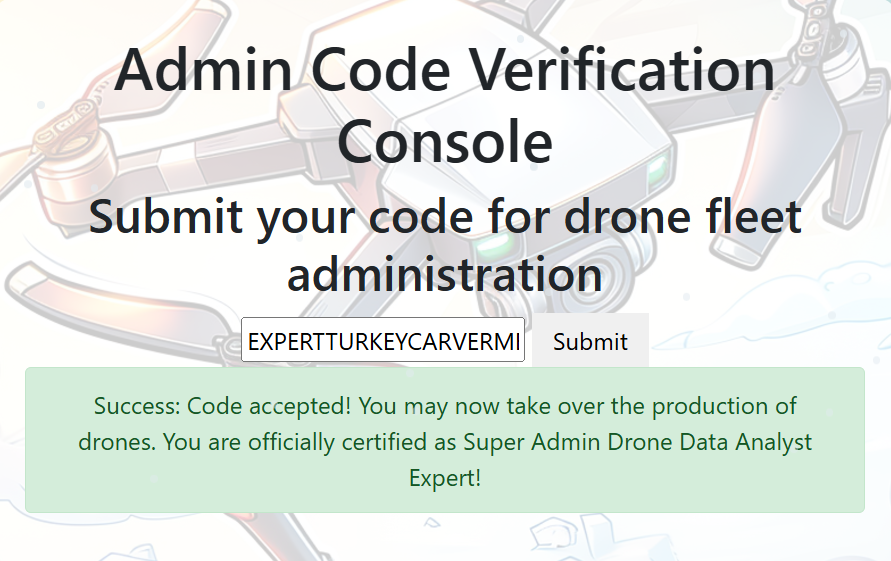 Admin Code Verification
Console
Submit your code for drone fleet
administration
EXPERTTURKEYCARVERMI
Submit
Success: Code accepted! You may now take over the production of
drones. You are officially certified as Super Admin Drone Data Analyst
Expert!